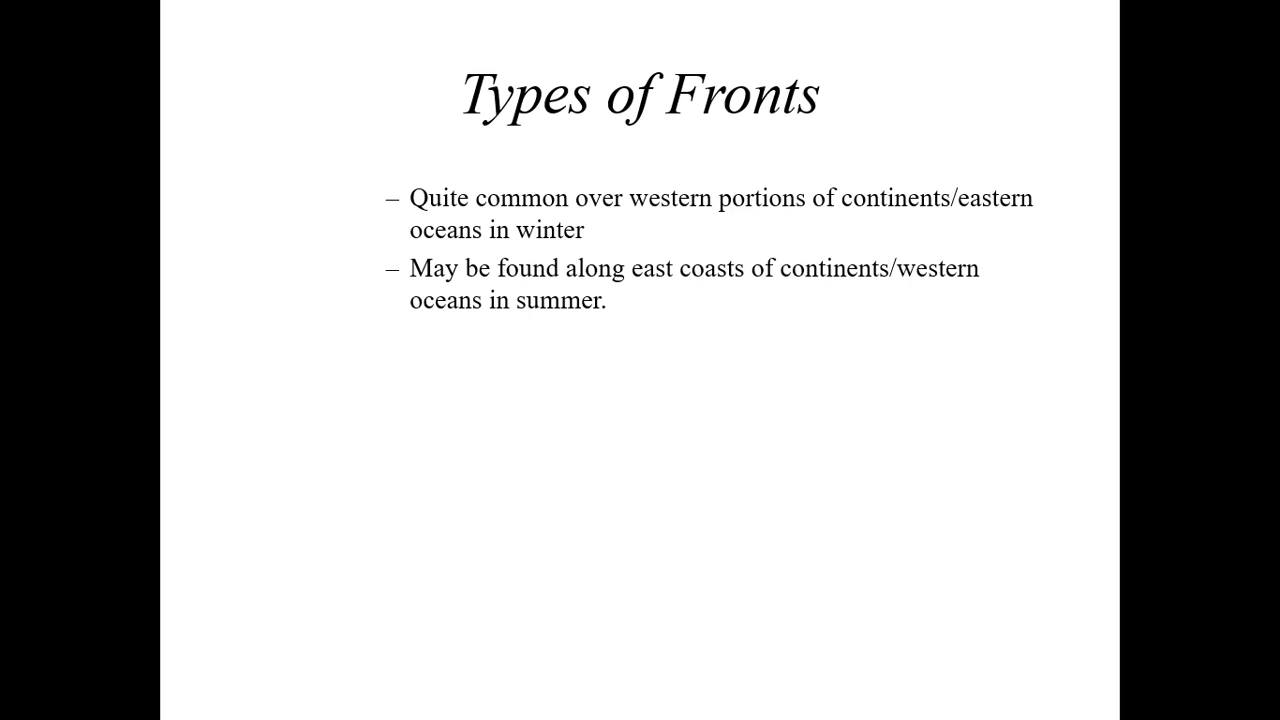 Types of Fronts
– Quite common over western portions of continents/eastern
oceans in winter
– May be found along east coasts of continents/western
oceans in summer.